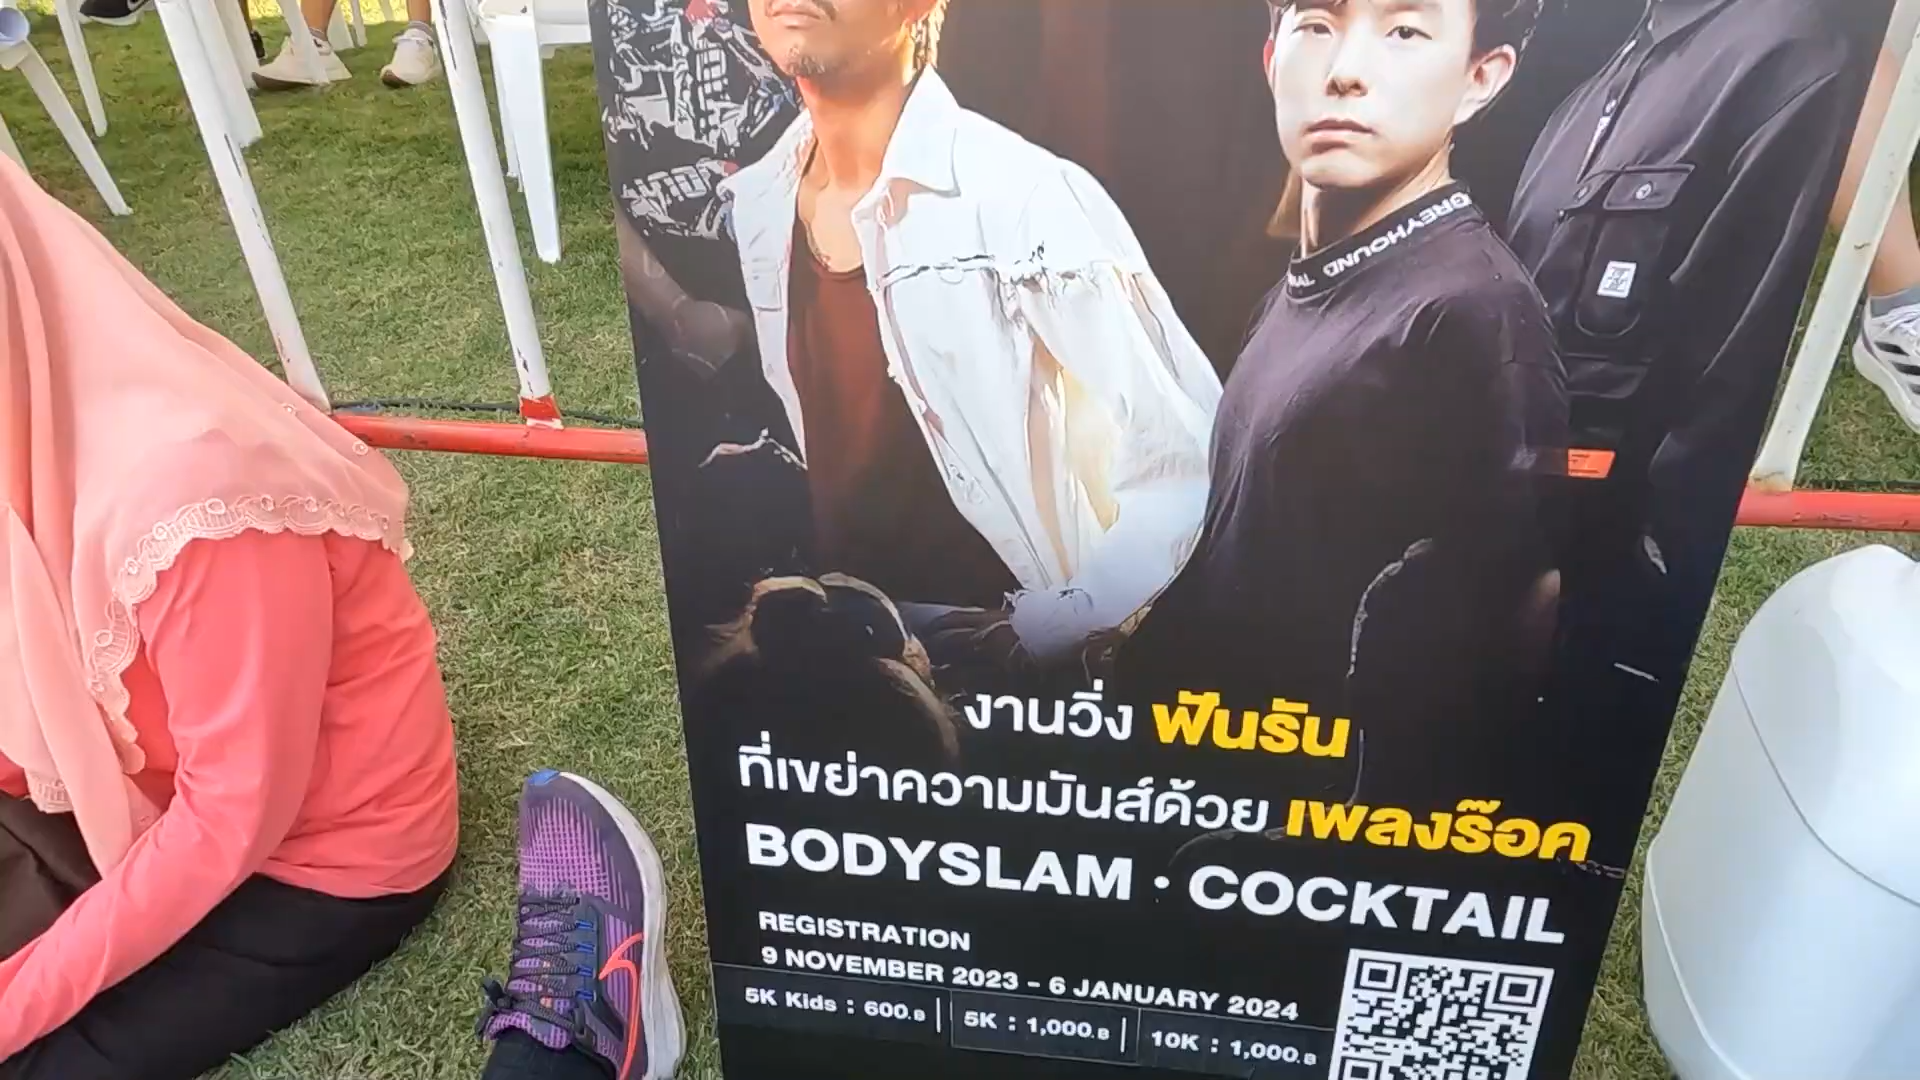 GREYHOUND
งานวิ่ง ฟันรัน
ที่เขย่าความมันส์ด้วย เพลงร๊อค
BODYSLAM · COCKTAIL
REGISTRATION
9 NOVEMBER 2023 - 6 JANUARY 2024
5K Kids : 600.฿ | 5K : 1,000.฿ | 10K : 1,000.฿